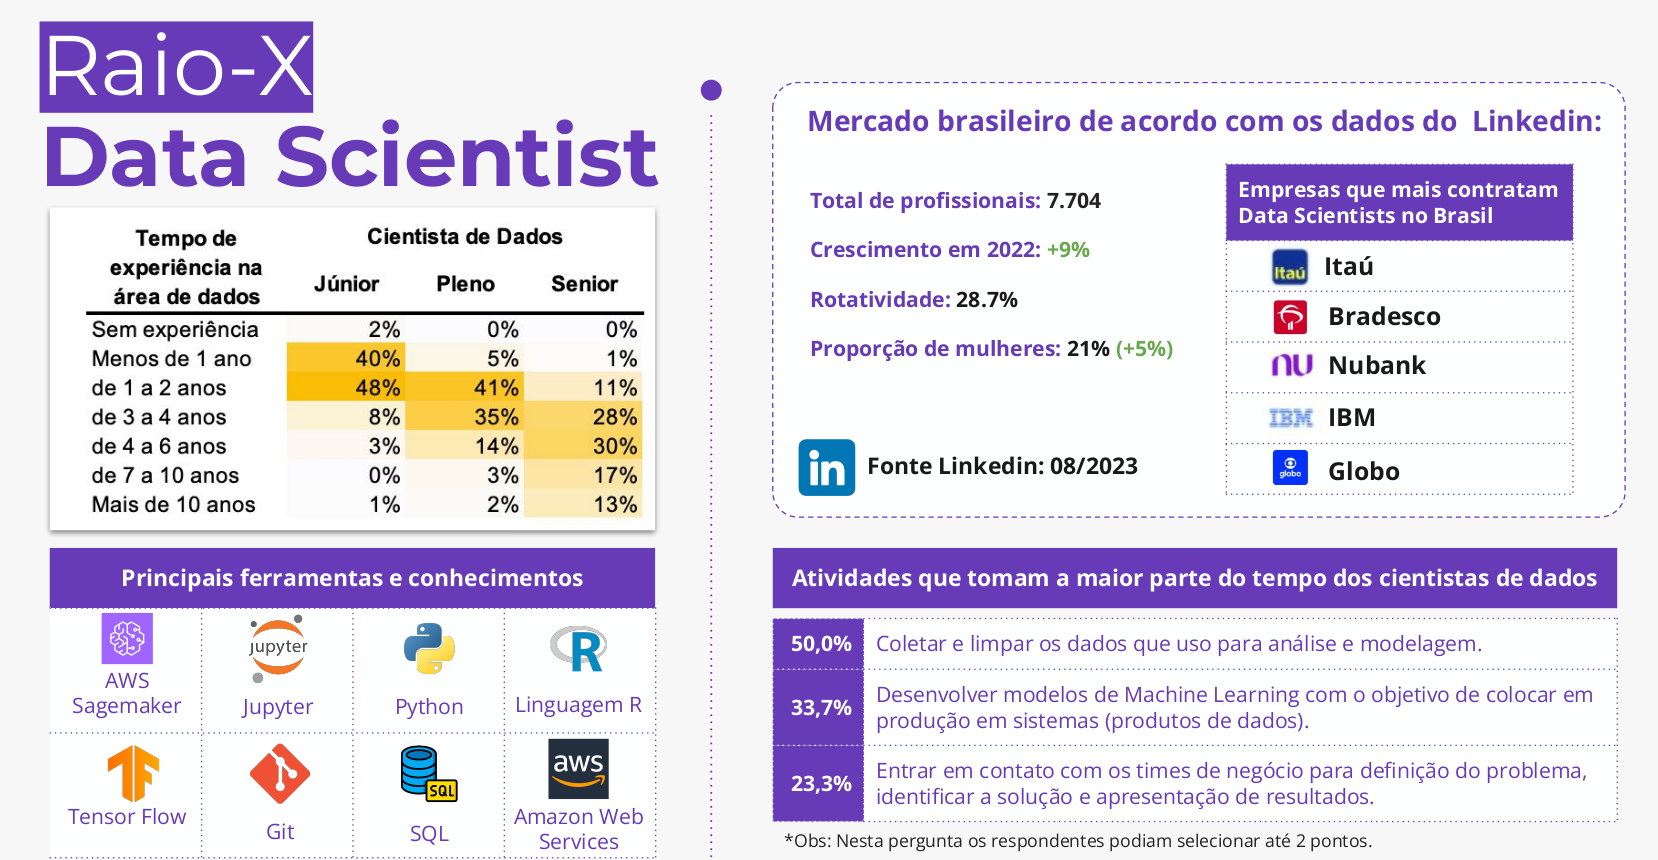 Raio-X
Data Scientist
Tempo de
experiência na
área de dados
Cientista de Dados
Júnior Pleno Senior
Sem experiência 2% 0% 0%
Menos de 1 ano 40% 5% 1%
de 1 a 2 anos 48% 41% 11%
de 3 a 4 anos 8% 35% 28%
de 4 a 6 anos 3% 14% 30%
de 7 a 10 anos 0% 3% 17%
Mais de 10 anos 1% 2% 13%
Principais ferramentas e conhecimentos
AWS
Sagemaker
jupyter
Jupyter
Python
R
Linguagem R
Tensor Flow
Git
SQL
SQL
aws
Amazon Web
Services
Mercado brasileiro de acordo com os dados do Linkedin:
Total de profissionais: 7.704
Crescimento em 2022: +9%
Rotatividade: 28.7%
Proporção de mulheres: 21% (+5%)
in Fonte Linkedin: 08/2023
Empresas que mais contratam
Data Scientists no Brasil
Itaú Itaú
Bradesco
nu Nubank
IBM IBM
globo Globo
Atividades que tomam a maior parte do tempo dos cientistas de dados
50,0% Coletar e limpar os dados que uso para análise e modelagem.
33,7% Desenvolver modelos de Machine Learning com o objetivo de colocar em
produção em sistemas (produtos de dados).
23,3% Entrar em contato com os times de negócio para definição do problema,
identificar a solução e apresentação de resultados.
*Obs: Nesta pergunta os respondentes podiam selecionar até 2 pontos.